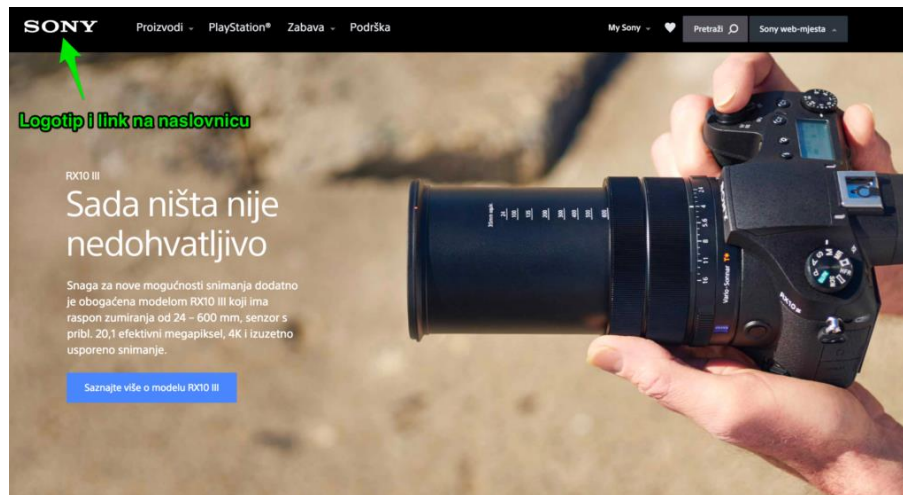 SONY
Proizvodi
PlayStation®
Zabava
Podrška
My Sony
Pretraži
Sony web-mjesta
Logotip i link na naslovnicu
RX10 III
Sada ništa nije
nedohvatljivo
Snaga za nove mogućnosti snimanja dodatno
je obogaćena modelom RX10 III koji ima
raspon zumiranja od 24 – 600 mm, senzor s
pribl. 20,1 efektivni megapiksel, 4K i izuzetno
usporeno snimanje.
Saznajte više o modelu RX10 III
Vario-Sonnar T*